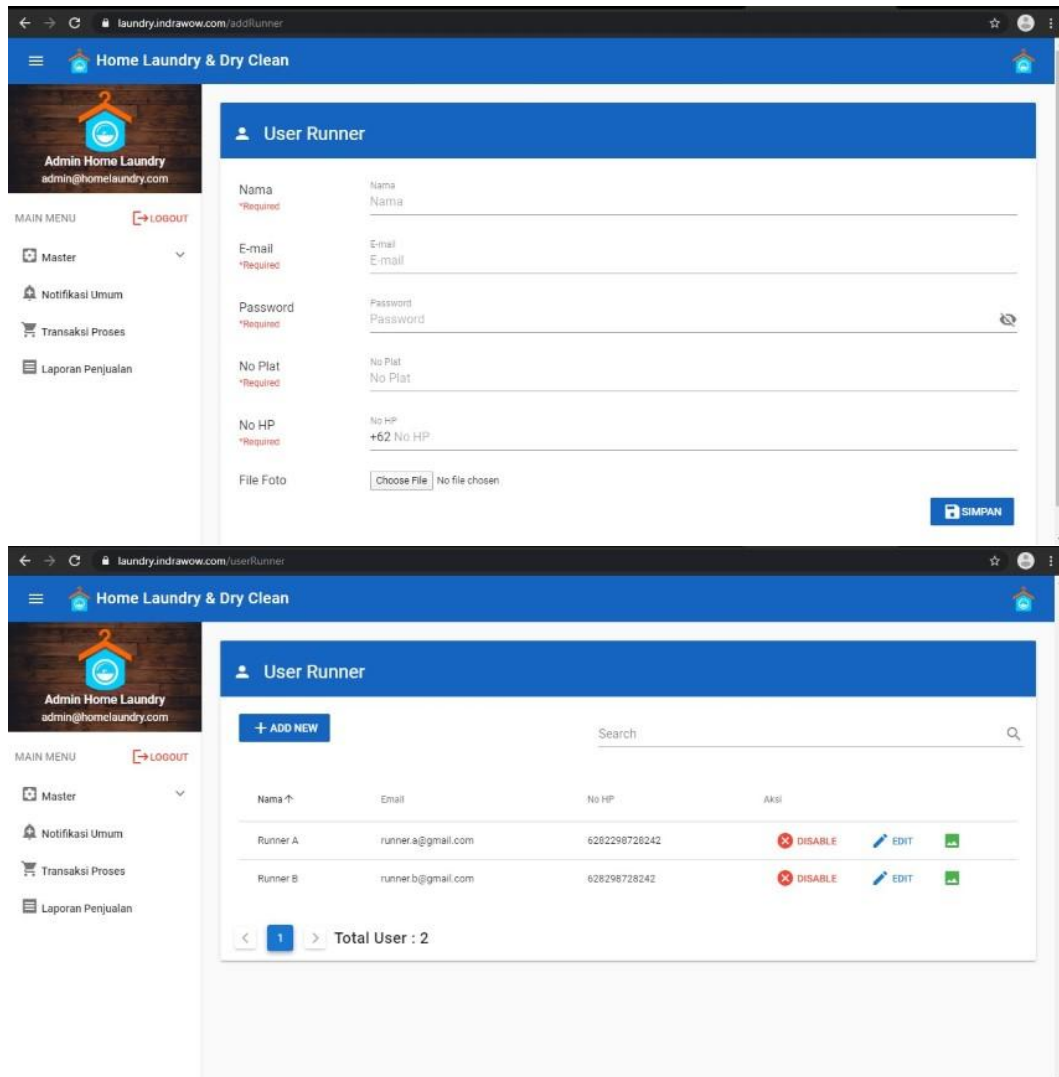 laundry.indrawow.com/addRunner
Home Laundry & Dry Clean
Admin Home Laundry
admin@homelaundry.com
MAIN MENU LOGOUT
Master
Notifikasi Umum
Transaksi Proses
Laporan Penjualan
User Runner
Nama Nama
*Required Nama
E-mail E-mail
*Required E-mail
Password Password
*Required Password
No Plat No Plat
*Required No Plat
No HP No HP
*Required +62 No HP
File Foto Choose File No file chosen
SIMPAN
laundry.indrawow.com/userRunner
Home Laundry & Dry Clean
Admin Home Laundry
admin@homelaundry.com
MAIN MENU LOGOUT
Master
Notifikasi Umum
Transaksi Proses
Laporan Penjualan
User Runner
+ ADD NEW Search
Nama↑ Email No HP Aksi
Runner A runner.a@gmail.com 6282298728242 DISABLE EDIT
Runner B runner.b@gmail.com 628298728242 DISABLE EDIT
< 1 > Total User : 2